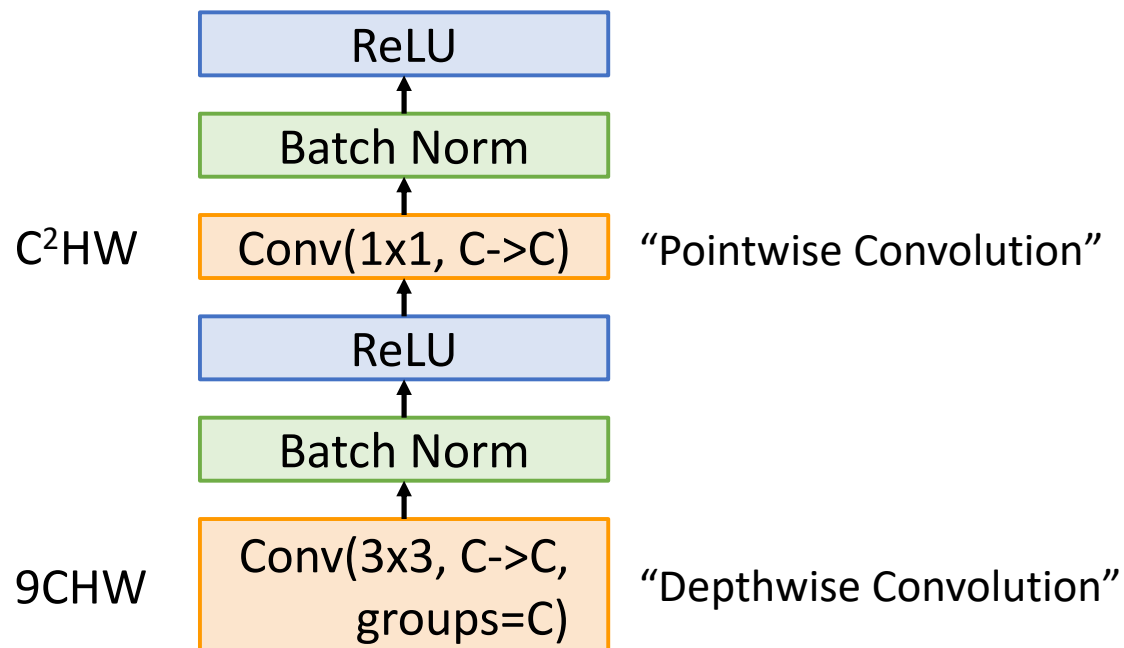 ReLU
Batch Norm
C²HW
Conv(1x1, C->C)
“Pointwise Convolution”
ReLU
Batch Norm
9CHW
Conv(3x3, C->C,
groups=C)
“Depthwise Convolution”